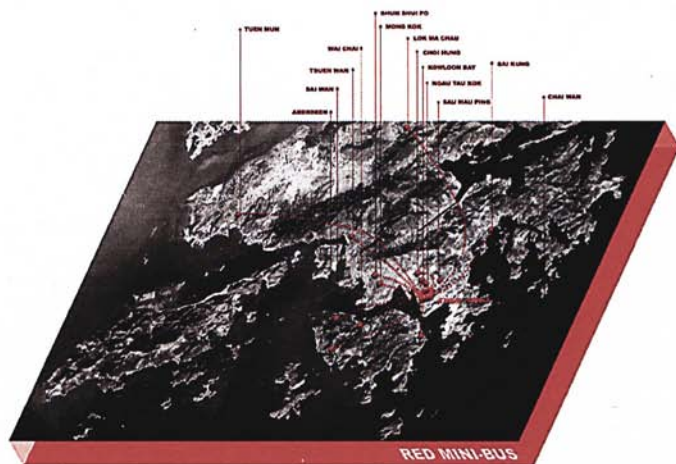 SHUM SHUI PO
TUEN MUN
MONG KOK
LOK MA CHAU
WAI CHAI
CHOI HUNG
SAI KUNG
KOWLOON BAY
TSUEN WAN
NGAU TAU KOK
SAI WAN
CHAI WAN
SAU MAU PING
ABERDEEN
RED MINI-BUS